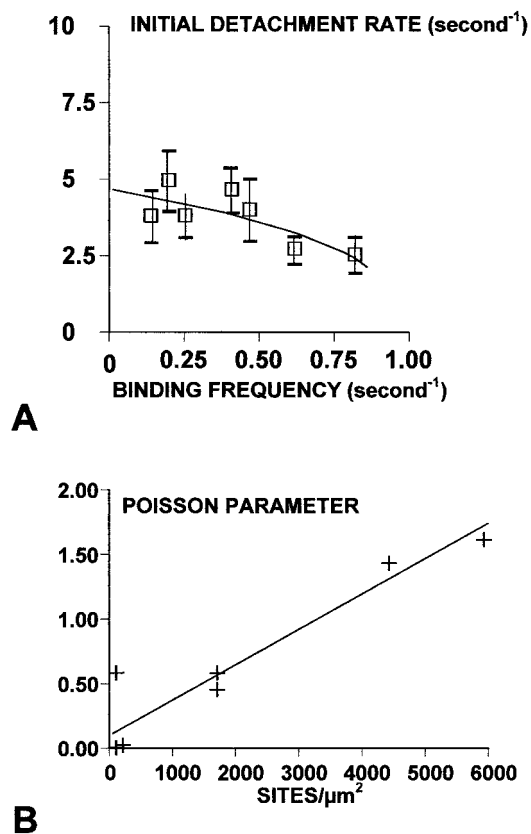 10
INITIAL DETACHMENT RATE (second⁻¹)
7.5
5
2.5
0
0 0.25 0.50 0.75 1.00
BINDING FREQUENCY (second⁻¹)
A
2.00
POISSON PARAMETER
1.50
1.00
0.50
0.00
0 1000 2000 3000 4000 5000 6000
SITES/µm²
B